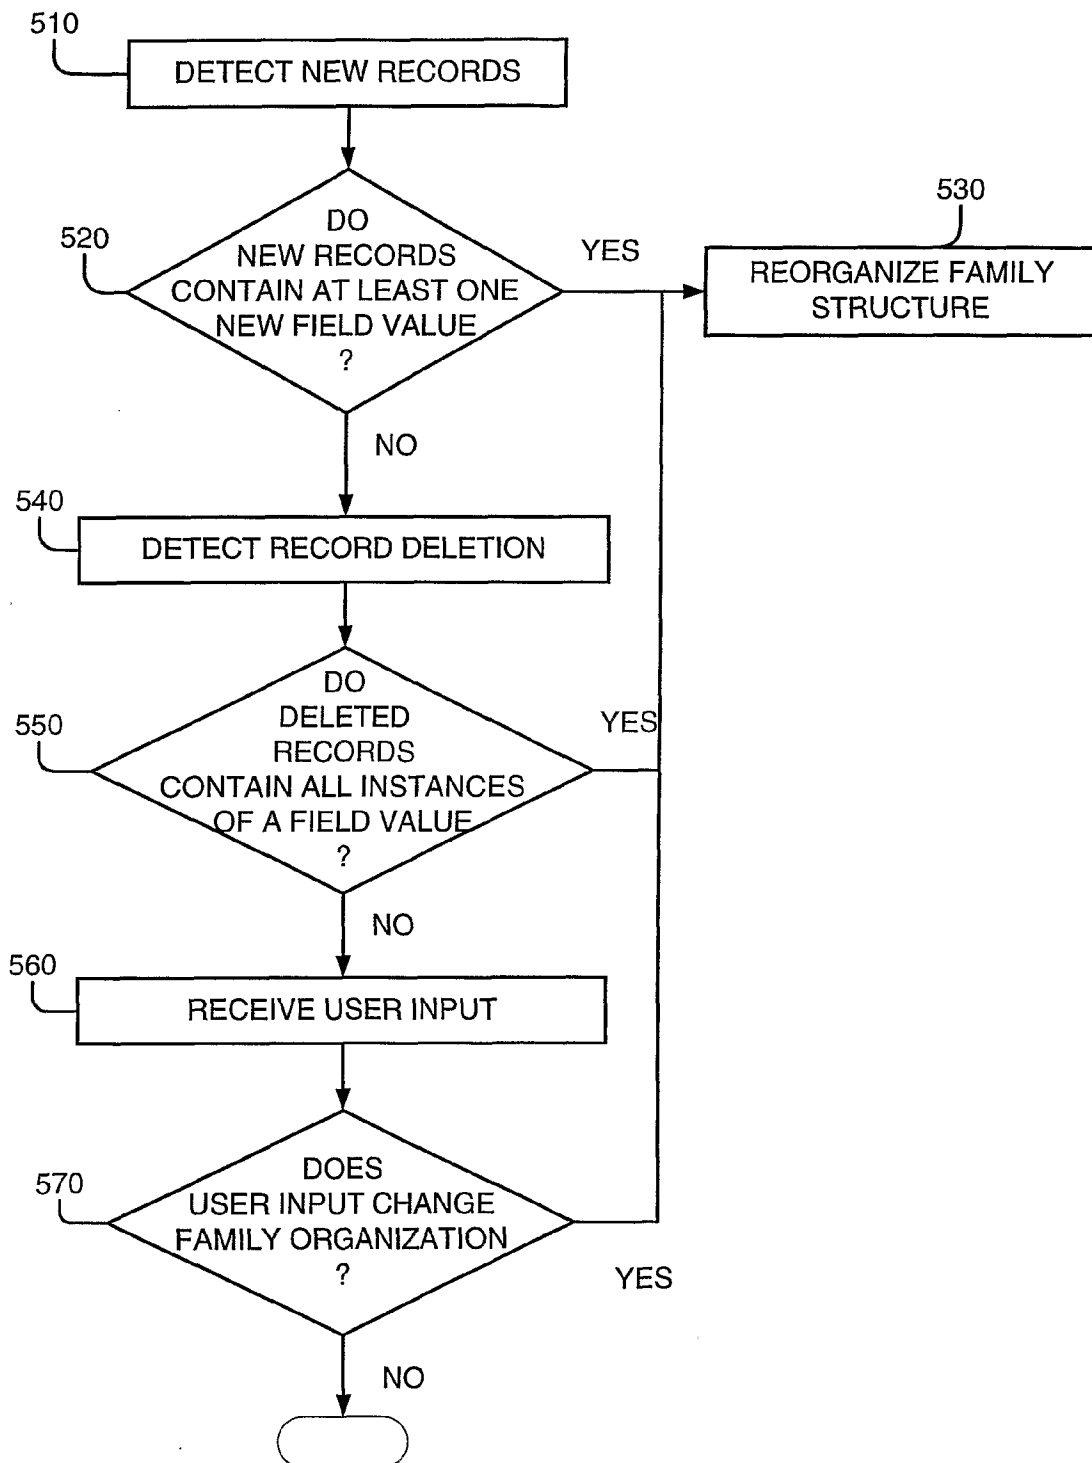 510
DETECT NEW RECORDS
520
DO
NEW RECORDS
CONTAIN AT LEAST ONE
NEW FIELD VALUE
?
YES
530
REORGANIZE FAMILY
STRUCTURE
NO
540
DETECT RECORD DELETION
550
DO
DELETED
RECORDS
CONTAIN ALL INSTANCES
OF A FIELD VALUE
?
YES
NO
560
RECEIVE USER INPUT
570
DOES
USER INPUT CHANGE
FAMILY ORGANIZATION
?
YES
NO